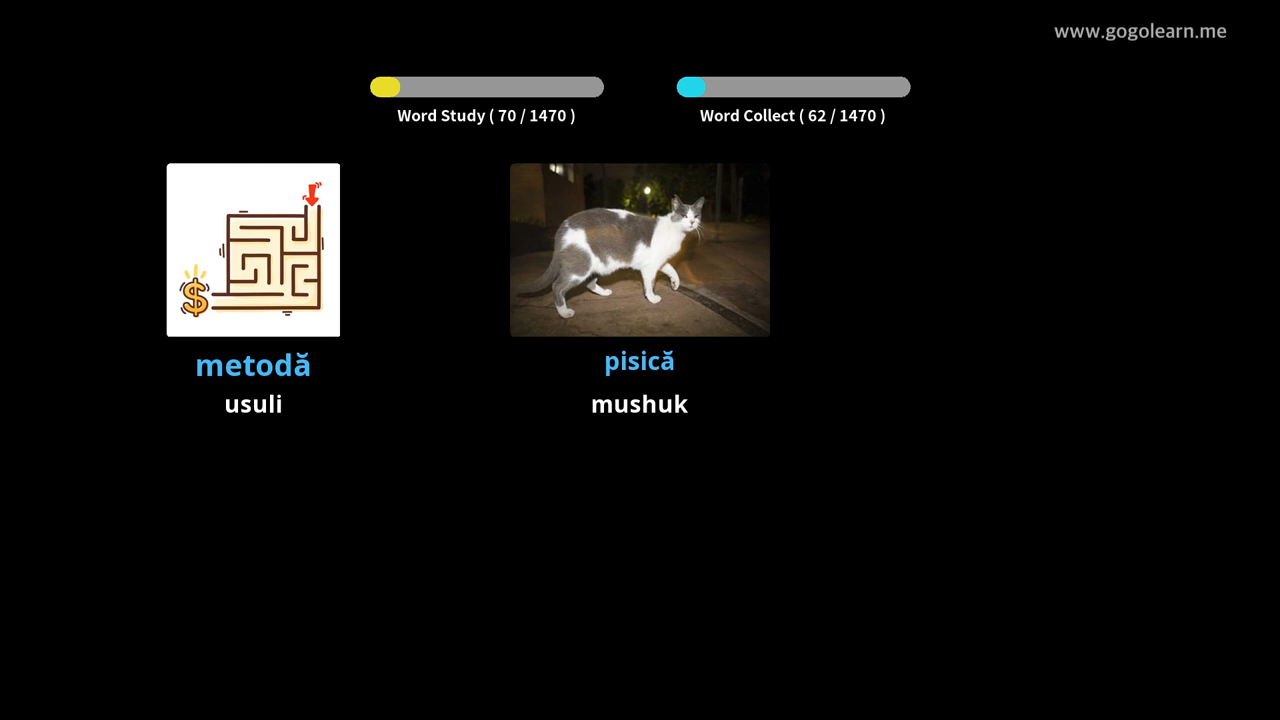 www.gogolearn.me
Word Study ( 70 / 1470 )
Word Collect ( 62 / 1470 )
$
metodă
usuli
pisică
mushuk